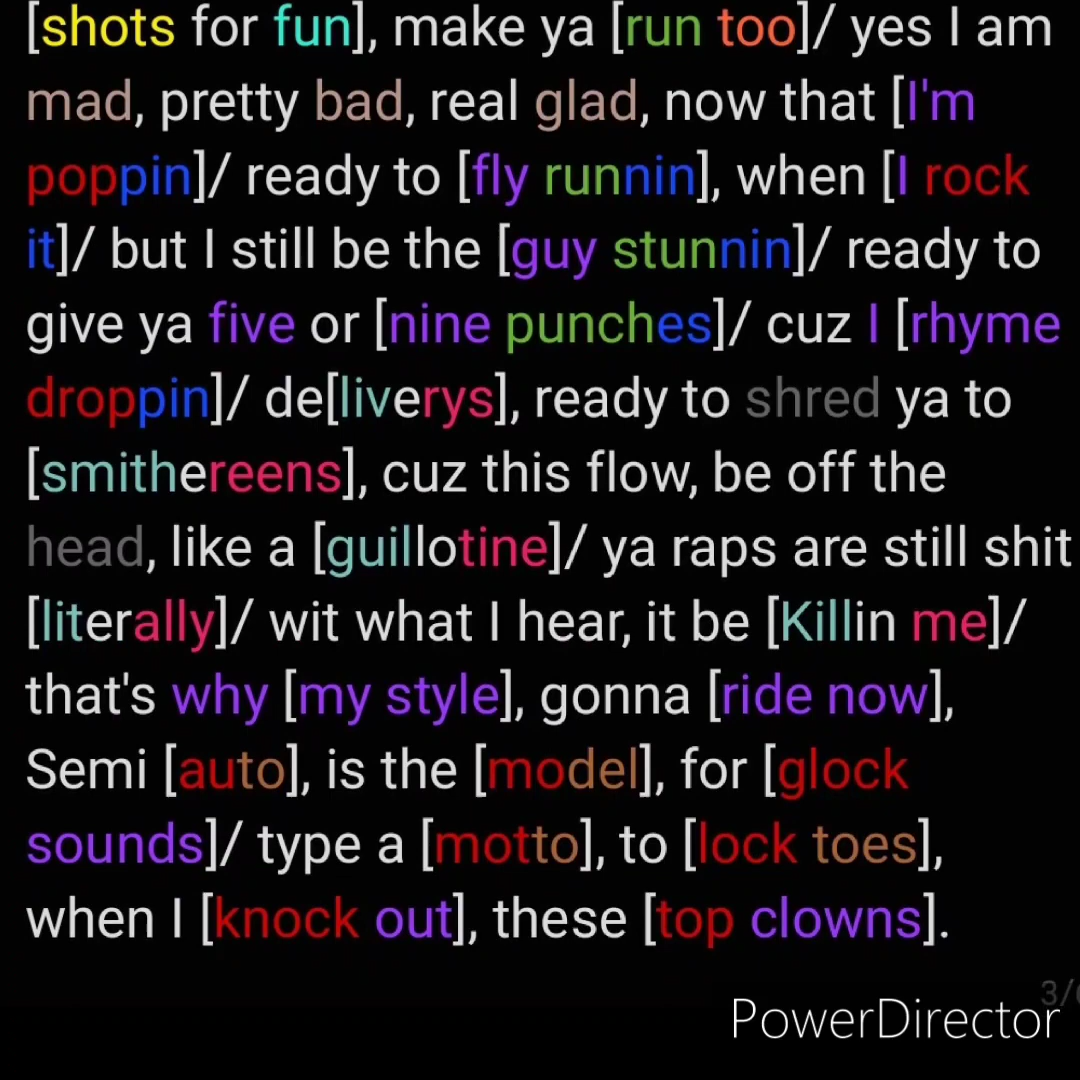 [shots for fun], make ya [run too]/ yes I am
mad, pretty bad, real glad, now that [I'm
poppin]/ ready to [fly runnin], when [I rock
it]/ but I still be the [guy stunnin]/ ready to
give ya five or [nine punches]/ cuz I [rhyme
droppin]/ de[liverys], ready to shred ya to
[smithereens], cuz this flow, be off the
head, like a [guillotine]/ ya raps are still shit
[literally]/ wit what I hear, it be [Killin me]/
that's why [my style], gonna [ride now],
Semi [auto], is the [model], for [glock
sounds]/ type a [motto], to [lock toes],
when I [knock out], these [top clowns].
3/
PowerDirector